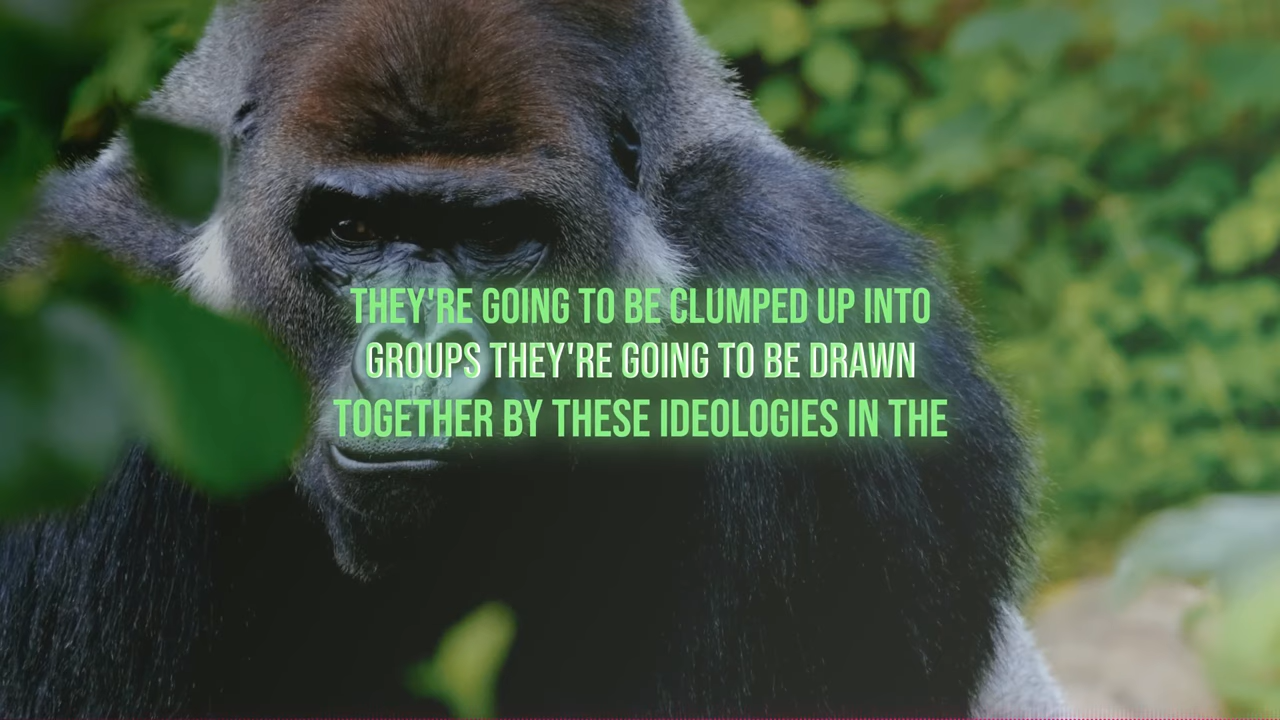 THEY'RE GOING TO BE CLUMPED UP INTO
GROUPS THEY'RE GOING TO BE DRAWN
TOGETHER BY THESE IDEOLOGIES IN THE